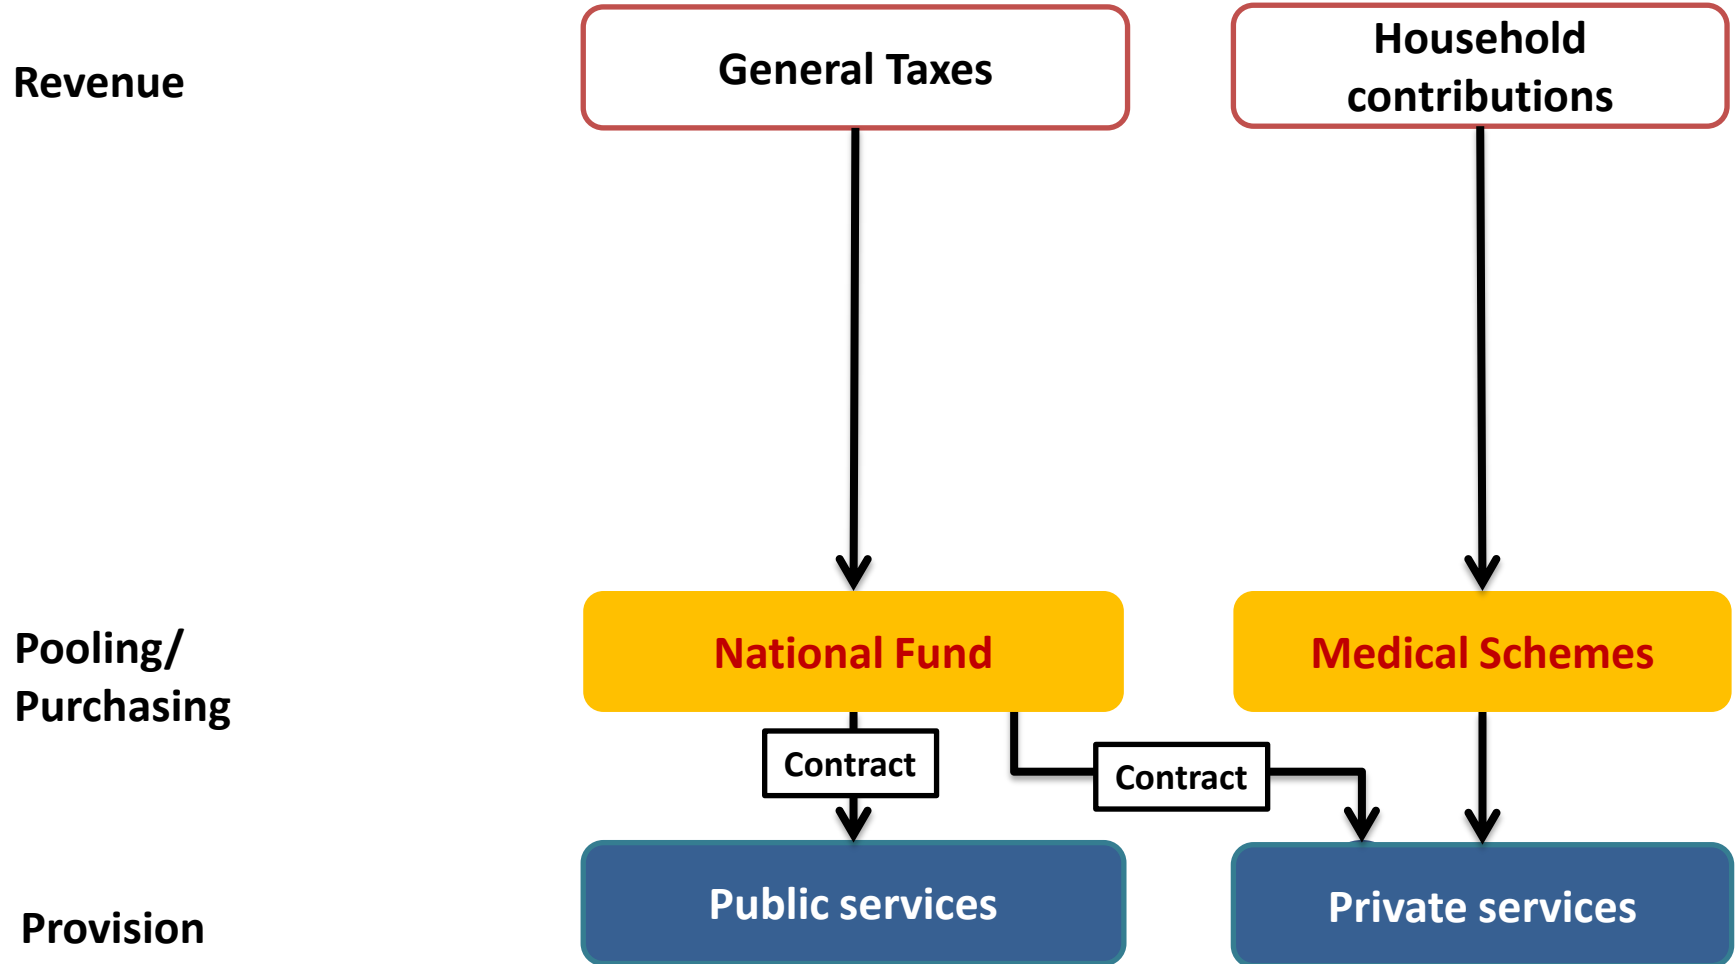 Revenue
General Taxes
Household
contributions
Pooling/
Purchasing
National Fund
Medical Schemes
Contract
Contract
Provision
Public services
Private services